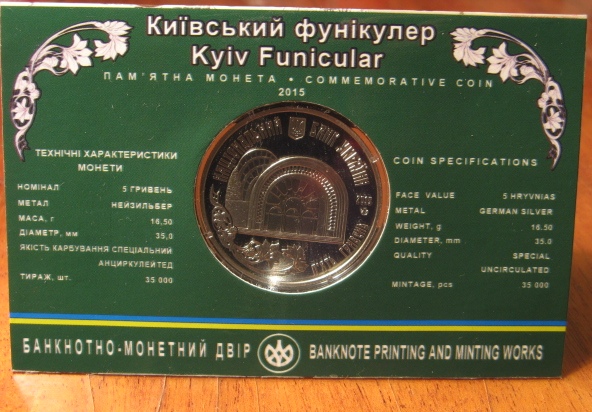 Київський фунікулер
Kyiv Funicular
ПАМ'ЯТНА МОНЕТА • COMMEMORATIVE COIN
2015
ТЕХНІЧНІ ХАРАКТЕРИСТИКИ
МОНЕТИ
НОМІНАЛ 5 ГРИВЕНЬ
МЕТАЛ НЕЙЗИЛЬБЕР
МАСА, г 16,50
ДІАМЕТР, мм 35,0
ЯКІСТЬ КАРБУВАННЯ СПЕЦІАЛЬНИЙ
АНЦИРКУЛЕЙТЕД
ТИРАЖ, шт. 35 000
НАЦІОНАЛЬНИЙ БАНК УКРАЇНИ
COIN SPECIFICATIONS
FACE VALUE 5 HRYVNIAS
METAL GERMAN SILVER
WEIGHT, g 16.50
DIAMETER, mm 35.0
QUALITY SPECIAL
UNCIRCULATED
MINTAGE, pcs 35 000
БАНКНОТНО-МОНЕТНИЙ ДВІР
BANKNOTE PRINTING AND MINTING WORKS